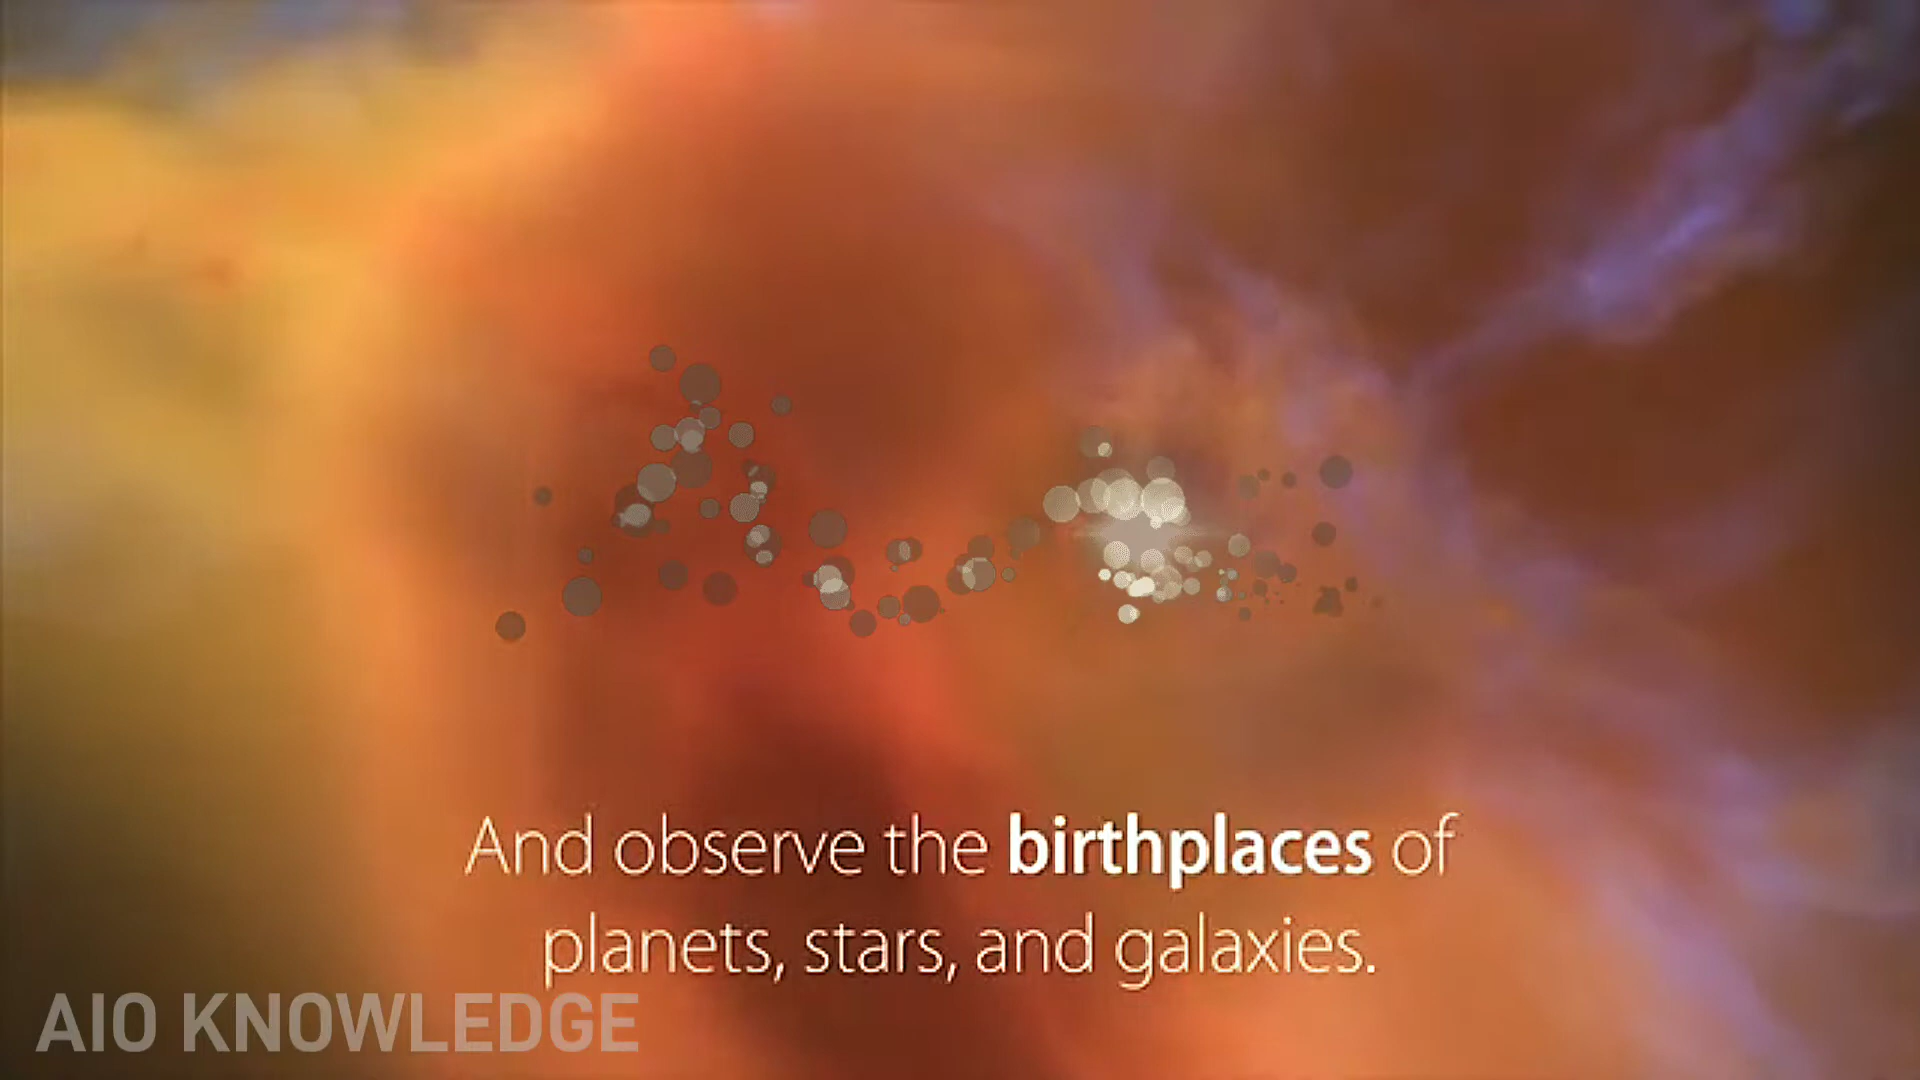 And observe the birthplaces of
planets, stars, and galaxies.
AIO KNOWLEDGE